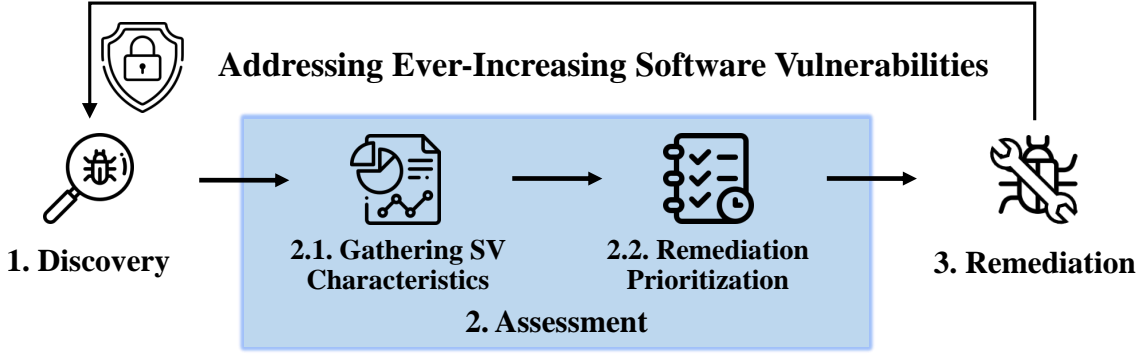 Addressing Ever-Increasing Software Vulnerabilities
1. Discovery
2.1. Gathering SV
Characteristics
2.2. Remediation
Prioritization
2. Assessment
3. Remediation